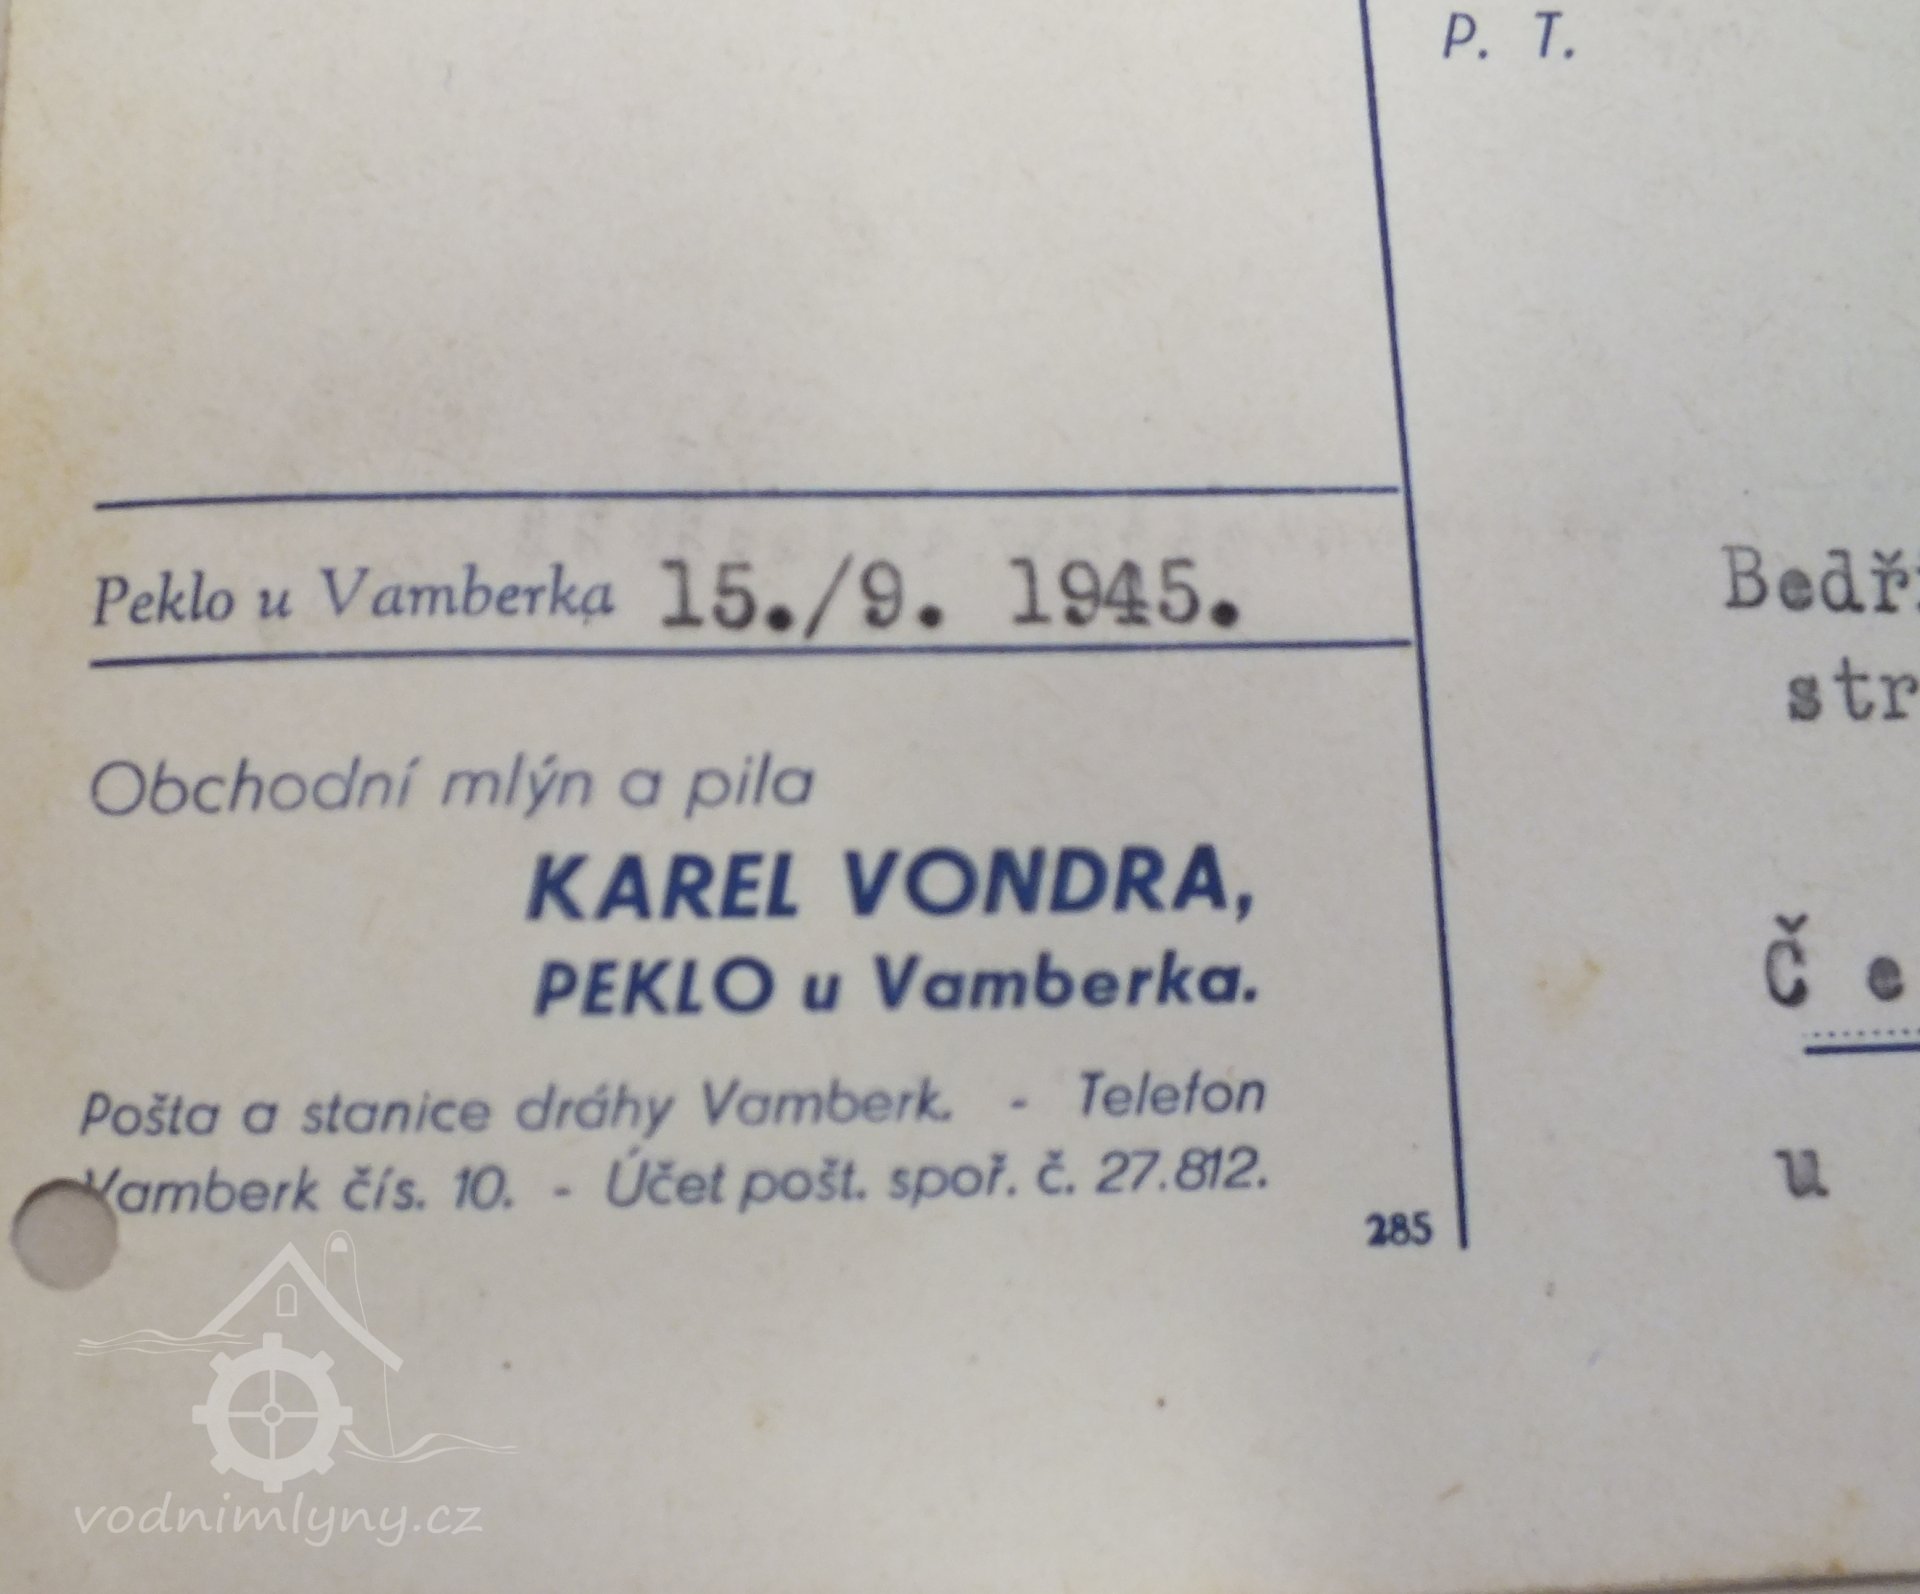 P. T.
Peklo u Vamberka 15./9. 1945.
Obchodní mlýn a pila
KAREL VONDRA,
PEKLO u Vamberka.
Pošta a stanice dráhy Vamberk. - Telefon
Vamberk čís. 10. - Účet pošt. spoř. č. 27.812.
285
u
vodnimlyny.cz